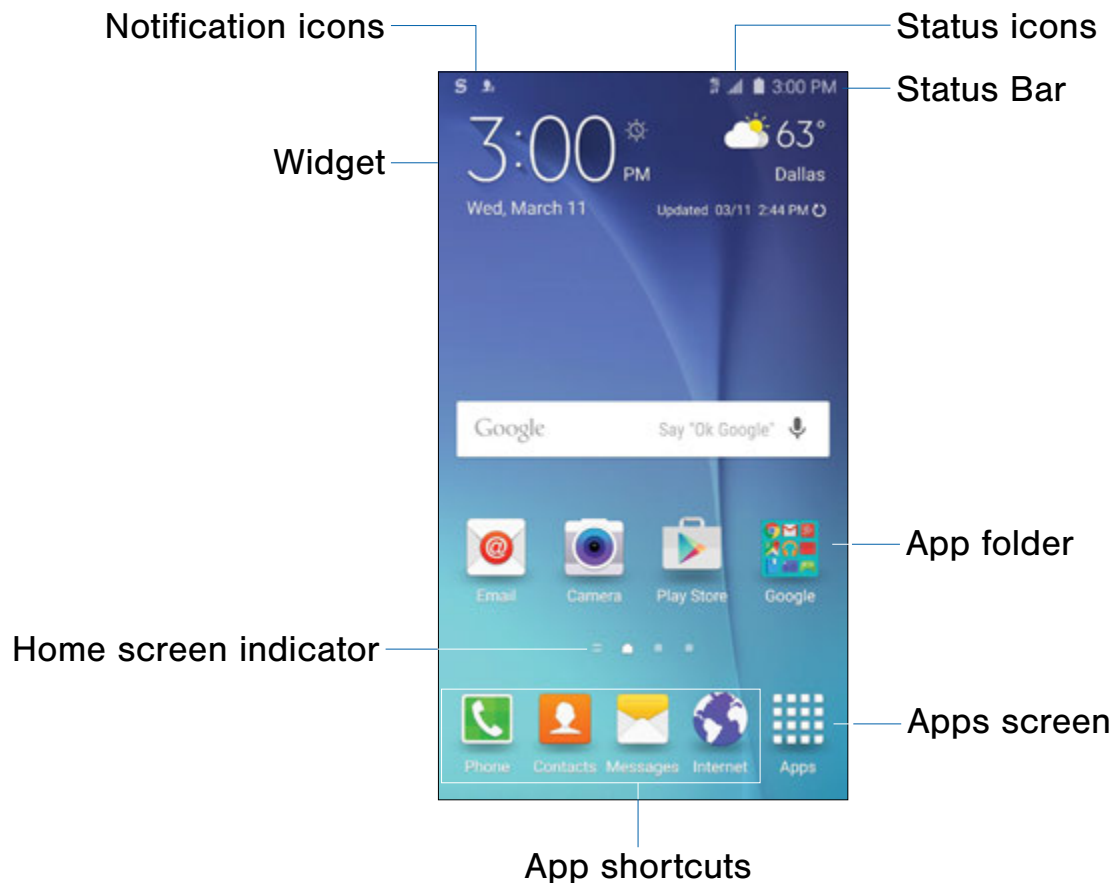 Notification icons
Status icons
S
3:00 PM
Status Bar
3:00 PM
63°
Widget
Dallas
Wed, March 11
Updated 03/11 2:44 PM
Google
Say "Ok Google"
@
App folder
Email Camera Play Store Google
Home screen indicator
Apps screen
Phone Contacts Messages Internet Apps
App shortcuts